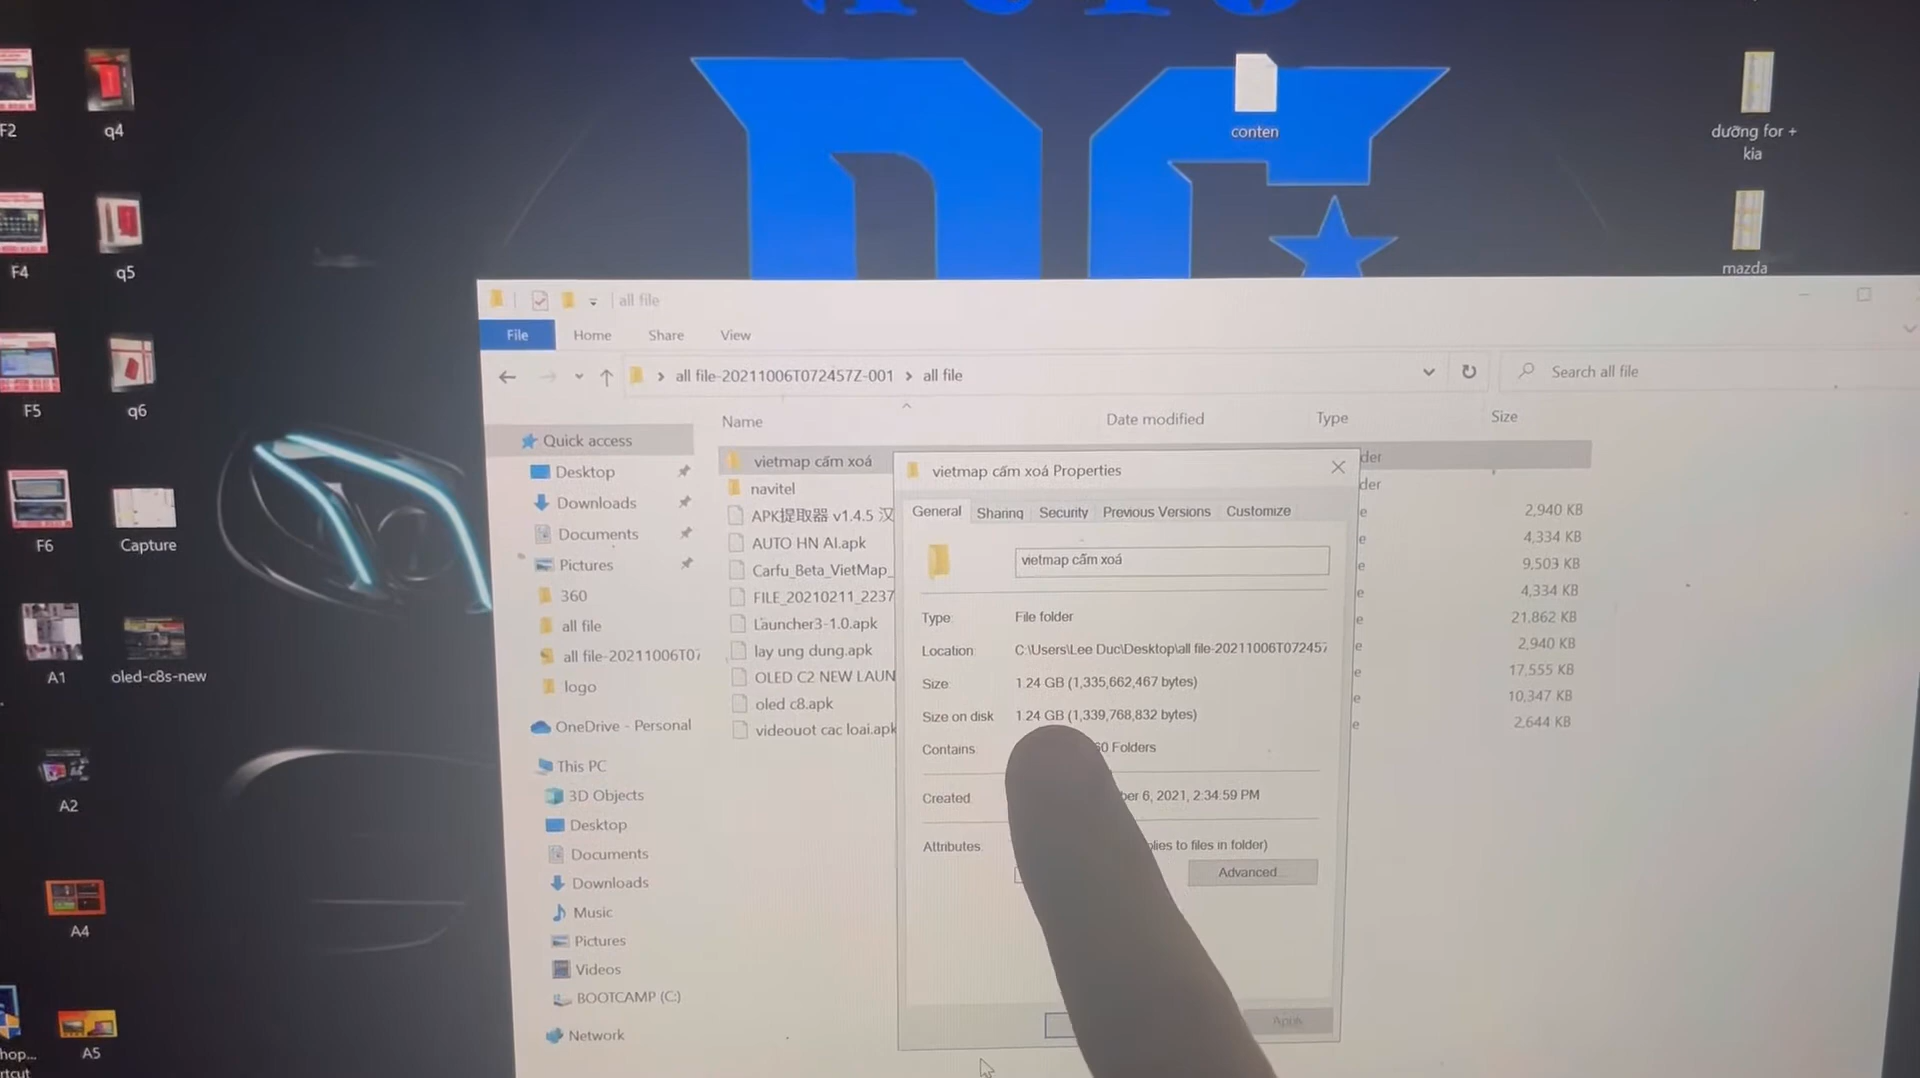 DC
F2
q4
F4
q5
F5
q6
F6
Capture
A1
oled-c8s-new
A2
A4
A5
hop...
rtcut
conten
dưỡng for +
kia
mazda
all file
File Home Share View
all file-20211006T072457Z-001 > all file
Search all file
Name Date modified Type Size
Quick access
Desktop
Downloads
Documents
Pictures
360
all file
all file-20211006T07
logo
OneDrive - Personal
This PC
3D Objects
Desktop
Documents
Downloads
Music
Pictures
Videos
BOOTCAMP (C:)
Network
vietmap cấm xoá
der
navitel
der
APK提取器 v1.4.5 汉
e 2,940 KB
AUTO HN AI.apk
e 4,334 KB
Carfu_Beta_VietMap_
e 9,503 KB
FILE_20210211_2237
e 4,334 KB
Launcher3-1.0.apk
e 21,862 KB
lay ung dung.apk
e 2,940 KB
OLED C2 NEW LAUN
e 17,555 KB
oled c8.apk
e 10,347 KB
videouot cac loai.apk
e 2,644 KB
vietmap cấm xoá Properties
General Sharing Security Previous Versions Customize
vietmap cấm xoá
Type: File folder
Location: C:\Users\Lee Duc\Desktop\all file-20211006T072457
Size: 1.24 GB (1,335,662,467 bytes)
Size on disk 1.24 GB (1,339,768,832 bytes)
Contains 0 Folders
Created ber 6, 2021, 2:34:59 PM
Attributes: plies to files in folder)
Advanced...
Apply